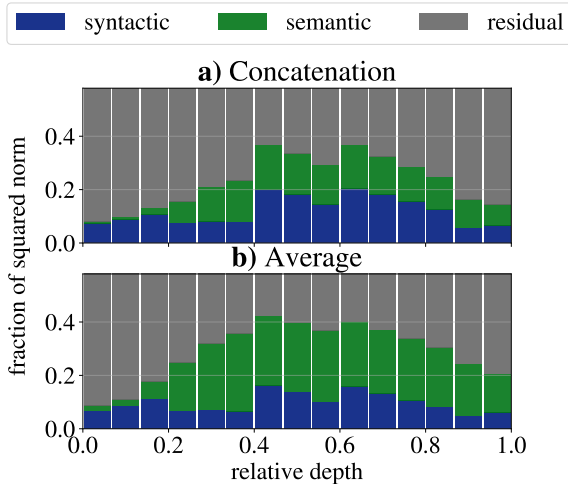 syntactic semantic residual
a) Concatenation
0.4
0.2
0.0
b) Average
0.4
0.2
0.0
0.0 0.2 0.4 0.6 0.8 1.0
relative depth
fraction of squared norm